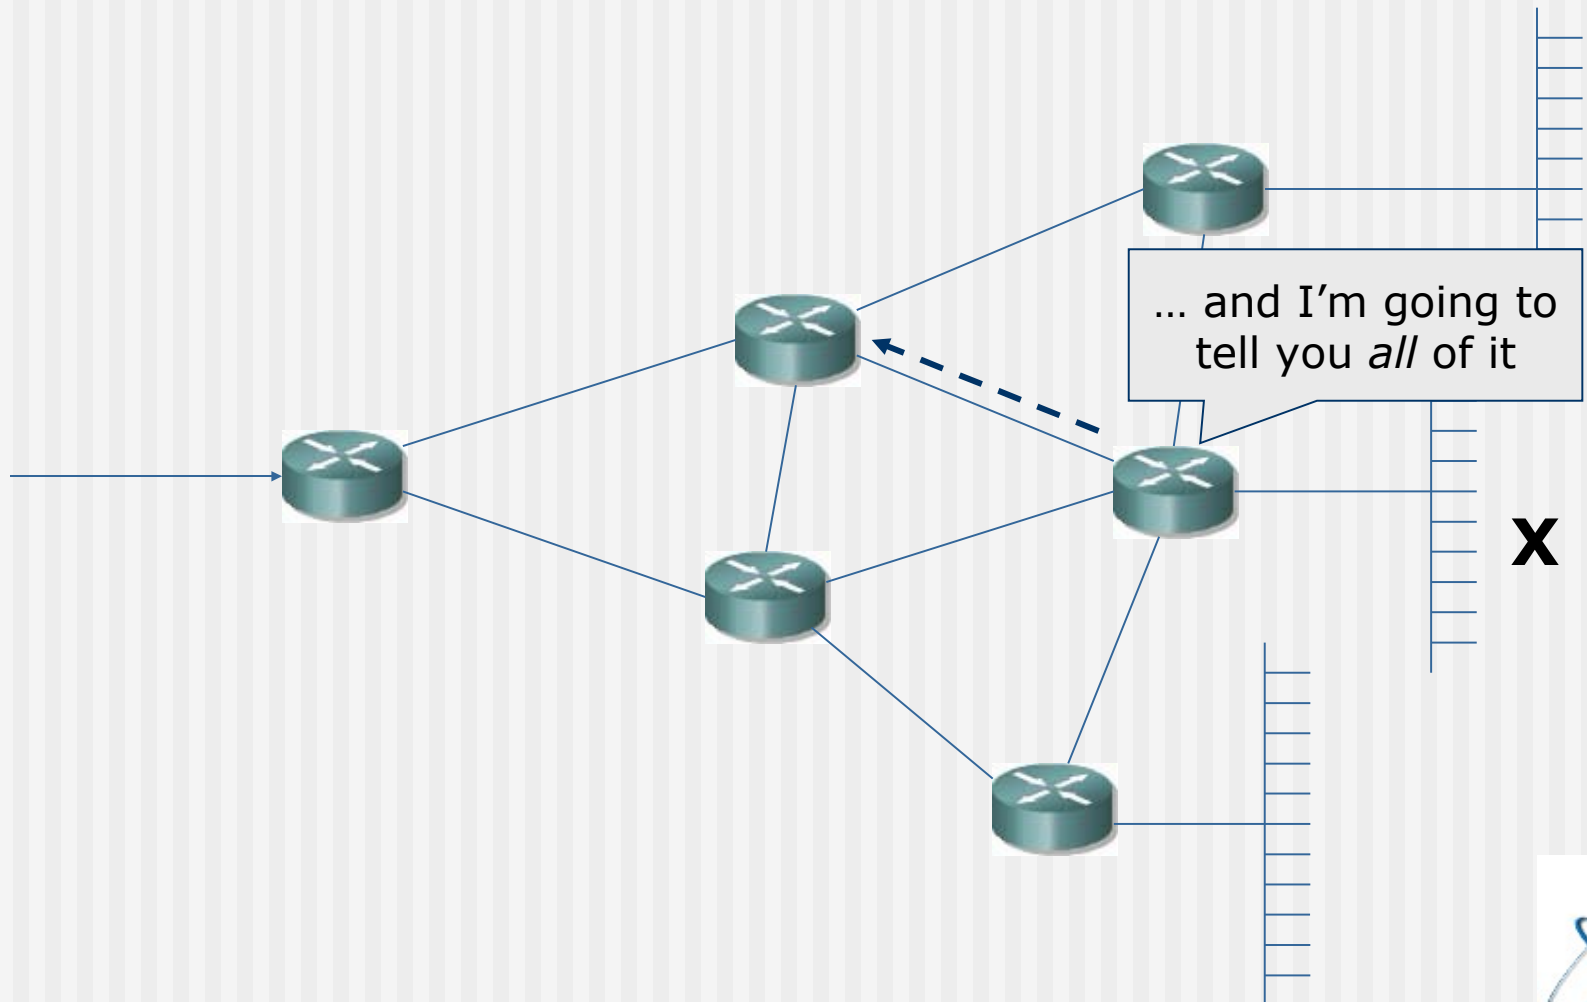 ... and I’m going to
tell you all of it
X